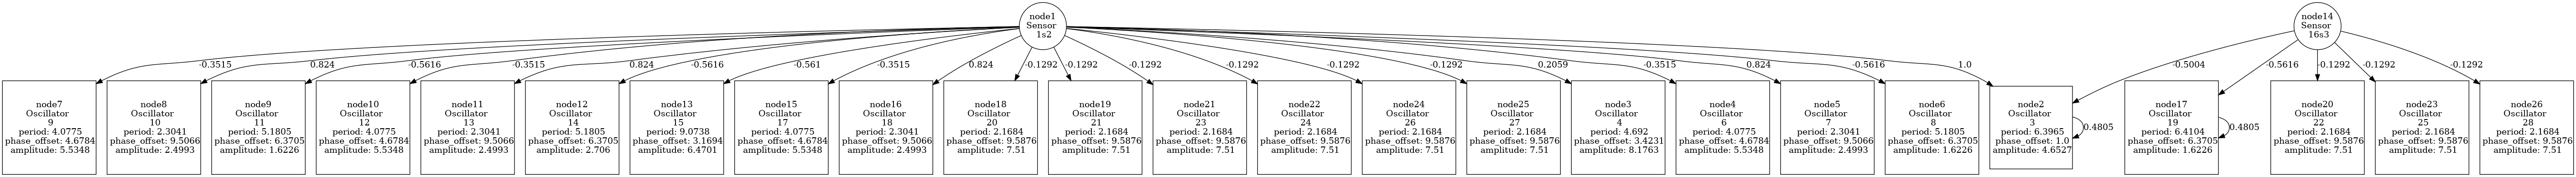 node1
Sensor
1s2
node14
Sensor
16s3
-0.3515
0.824
-0.5616
-0.3515
0.824
-0.5616
-0.561
-0.3515
0.824
-0.1292
-0.1292
-0.1292
-0.1292
-0.1292
-0.1292
0.2059
-0.3515
0.824
-0.5616
1.0
-0.5004
-0.5616
-0.1292
-0.1292
-0.1292
node7
Oscillator
9
period: 4.0775
phase_offset: 4.6784
amplitude: 5.5348
node8
Oscillator
10
period: 2.3041
phase_offset: 9.5066
amplitude: 2.4993
node9
Oscillator
11
period: 5.1805
phase_offset: 6.3705
amplitude: 1.6226
node10
Oscillator
12
period: 4.0775
phase_offset: 4.6784
amplitude: 5.5348
node11
Oscillator
13
period: 2.3041
phase_offset: 9.5066
amplitude: 2.4993
node12
Oscillator
14
period: 5.1805
phase_offset: 6.3705
amplitude: 2.706
node13
Oscillator
15
period: 9.0738
phase_offset: 3.1694
amplitude: 6.4701
node15
Oscillator
17
period: 4.0775
phase_offset: 4.6784
amplitude: 5.5348
node16
Oscillator
18
period: 2.3041
phase_offset: 9.5066
amplitude: 2.4993
node18
Oscillator
20
period: 2.1684
phase_offset: 9.5876
amplitude: 7.51
node19
Oscillator
21
period: 2.1684
phase_offset: 9.5876
amplitude: 7.51
node21
Oscillator
23
period: 2.1684
phase_offset: 9.5876
amplitude: 7.51
node22
Oscillator
24
period: 2.1684
phase_offset: 9.5876
amplitude: 7.51
node24
Oscillator
26
period: 2.1684
phase_offset: 9.5876
amplitude: 7.51
node25
Oscillator
27
period: 2.1684
phase_offset: 9.5876
amplitude: 7.51
node3
Oscillator
4
period: 4.692
phase_offset: 3.4231
amplitude: 8.1763
node4
Oscillator
6
period: 4.0775
phase_offset: 4.6784
amplitude: 5.5348
node5
Oscillator
7
period: 2.3041
phase_offset: 9.5066
amplitude: 2.4993
node6
Oscillator
8
period: 5.1805
phase_offset: 6.3705
amplitude: 1.6226
node2
Oscillator
3
period: 6.3965
phase_offset: 1.0
amplitude: 4.6527
0.4805
node17
Oscillator
19
period: 6.4104
phase_offset: 6.3705
amplitude: 1.6226
0.4805
node20
Oscillator
22
period: 2.1684
phase_offset: 9.5876
amplitude: 7.51
node23
Oscillator
25
period: 2.1684
phase_offset: 9.5876
amplitude: 7.51
node26
Oscillator
28
period: 2.1684
phase_offset: 9.5876
amplitude: 7.51